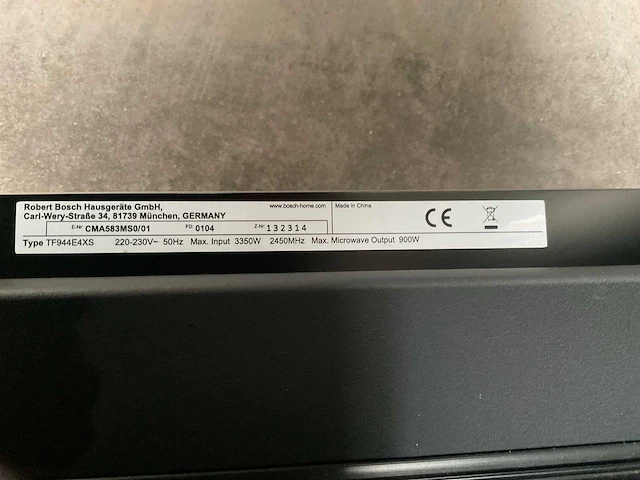 Robert Bosch Hausgeräte GmbH,
Carl-Wery-Straße 34, 81739 München, GERMANY
www.bosch-home.com
Made in China
E-Nr: CMA583MS0/01 FD: 0104 Z-Nr: 132314
Type TF944E4XS 220-230V~ 50Hz Max. Input 3350W 2450MHz Max. Microwave Output 900W
CE